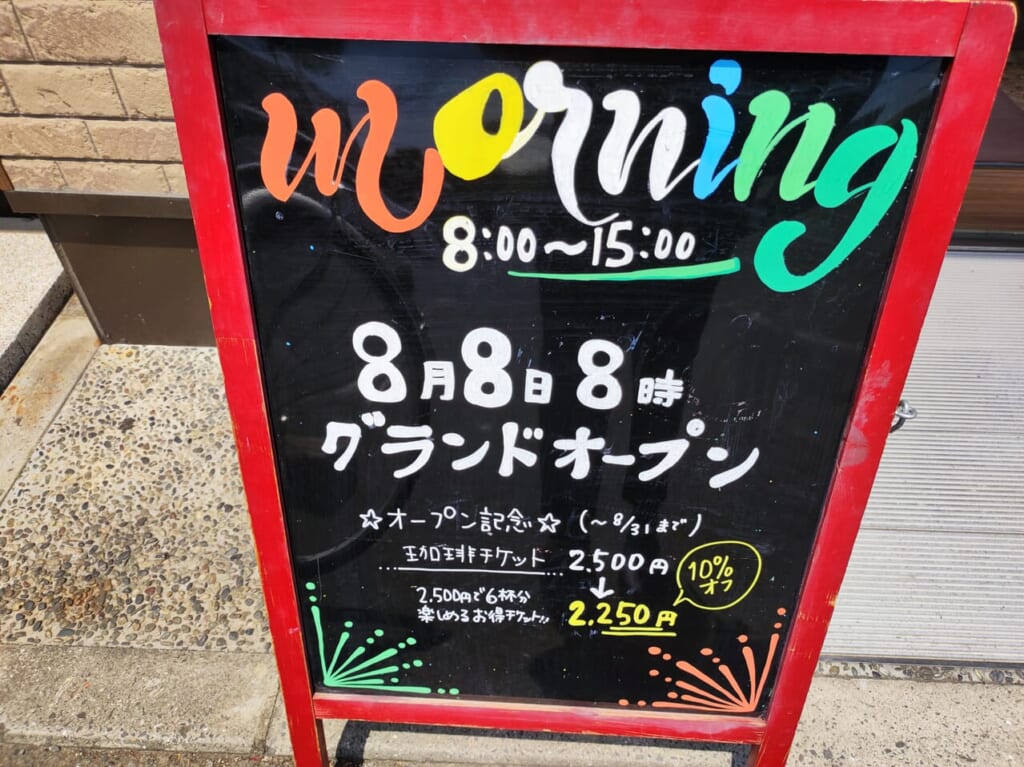 morning
8:00〜15:00
8月8日 8時
グランドオープン
☆オープン記念☆ (〜8/31まで)
珈琲チケット 2,500円
↓
10%オフ
2,500円で6杯分
楽しめるお得チケット!!
2,250円